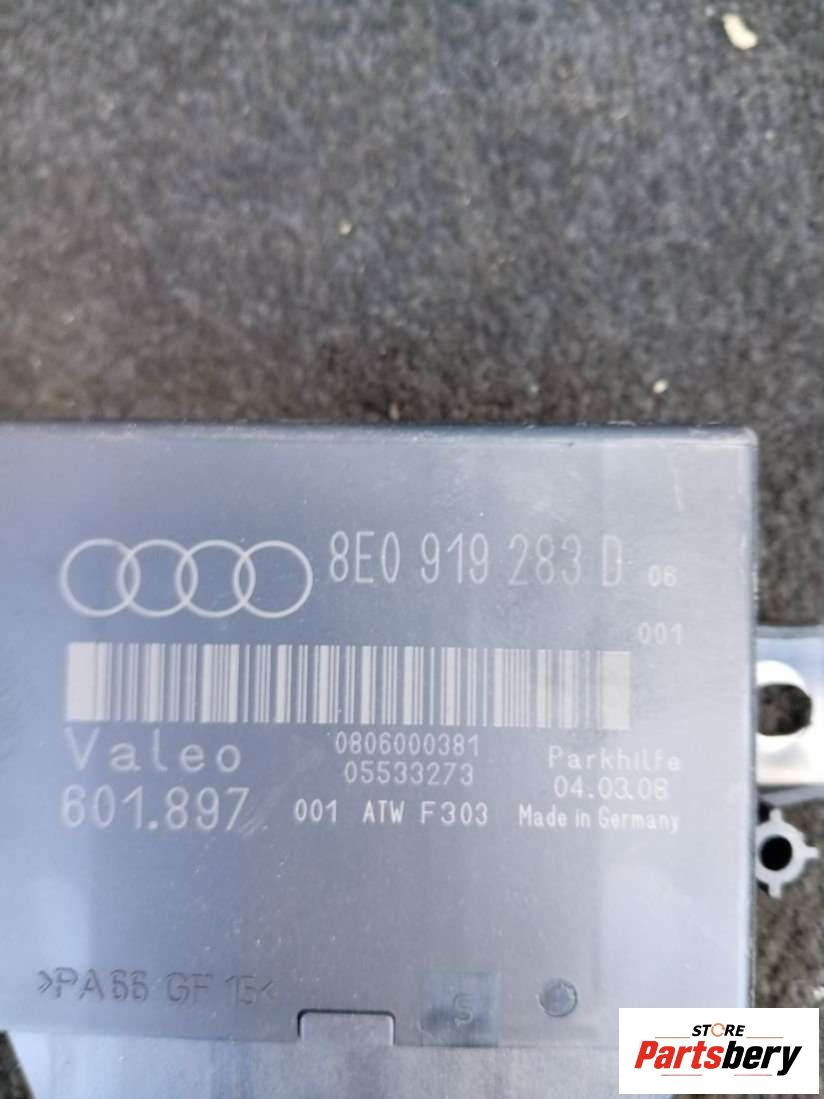 8E0 919 283 D 06
001
Valeo 0806000381 Parkhilfe
05533273 04.03.08
601.897 001 ATW F303 Made in Germany
>PA66 GF 15<
S
STORE
Partsbery